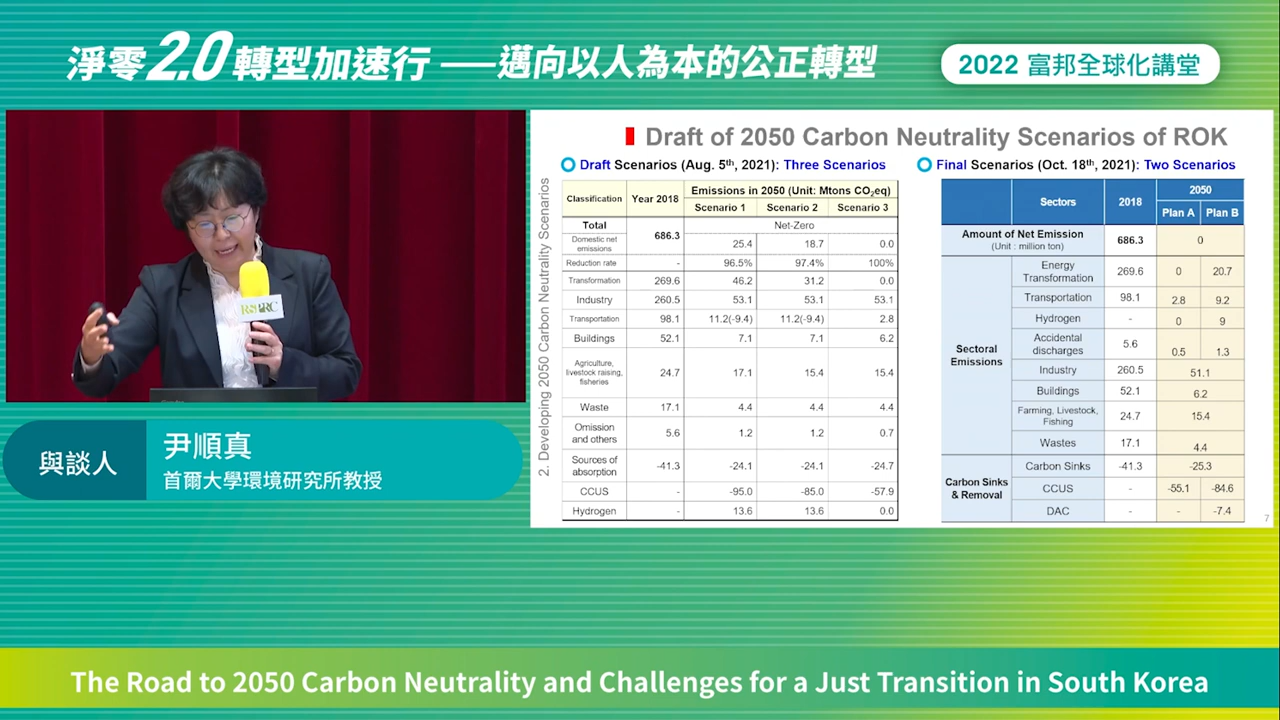 淨零2.0轉型加速行——邁向以人為本的公正轉型
2022 富邦全球化講堂
RSPRC
與談人
尹順真
首爾大學環境研究所教授
Draft of 2050 Carbon Neutrality Scenarios of ROK
2. Developing 2050 Carbon Neutrality Scenarios
Draft Scenarios (Aug. 5th, 2021): Three Scenarios
Classification Year 2018 Emissions in 2050 (Unit: Mtons CO2eq)
Scenario 1 Scenario 2 Scenario 3
Total 686.3 Net-Zero
Domestic net emissions 25.4 18.7 0.0
Reduction rate - 96.5% 97.4% 100%
Transformation 269.6 46.2 31.2 0.0
Industry 260.5 53.1 53.1 53.1
Transportation 98.1 11.2(-9.4) 11.2(-9.4) 2.8
Buildings 52.1 7.1 7.1 6.2
Agriculture, livestock raising, fisheries 24.7 17.1 15.4 15.4
Waste 17.1 4.4 4.4 4.4
Omission and others 5.6 1.2 1.2 0.7
Sources of absorption -41.3 -24.1 -24.1 -24.7
CCUS - -95.0 -85.0 -57.9
Hydrogen - 13.6 13.6 0.0
Final Scenarios (Oct. 18th, 2021): Two Scenarios
Sectors 2018 2050
Plan A Plan B
Amount of Net Emission (Unit : million ton) 686.3 0
Sectoral Emissions
Energy Transformation 269.6 0 20.7
Transportation 98.1 2.8 9.2
Hydrogen - 0 9
Accidental discharges 5.6 0.5 1.3
Industry 260.5 51.1
Buildings 52.1 6.2
Farming, Livestock, Fishing 24.7 15.4
Wastes 17.1 4.4
Carbon Sinks & Removal
Carbon Sinks -41.3 -25.3
CCUS - -55.1 -84.6
DAC - - -7.4
7
The Road to 2050 Carbon Neutrality and Challenges for a Just Transition in South Korea